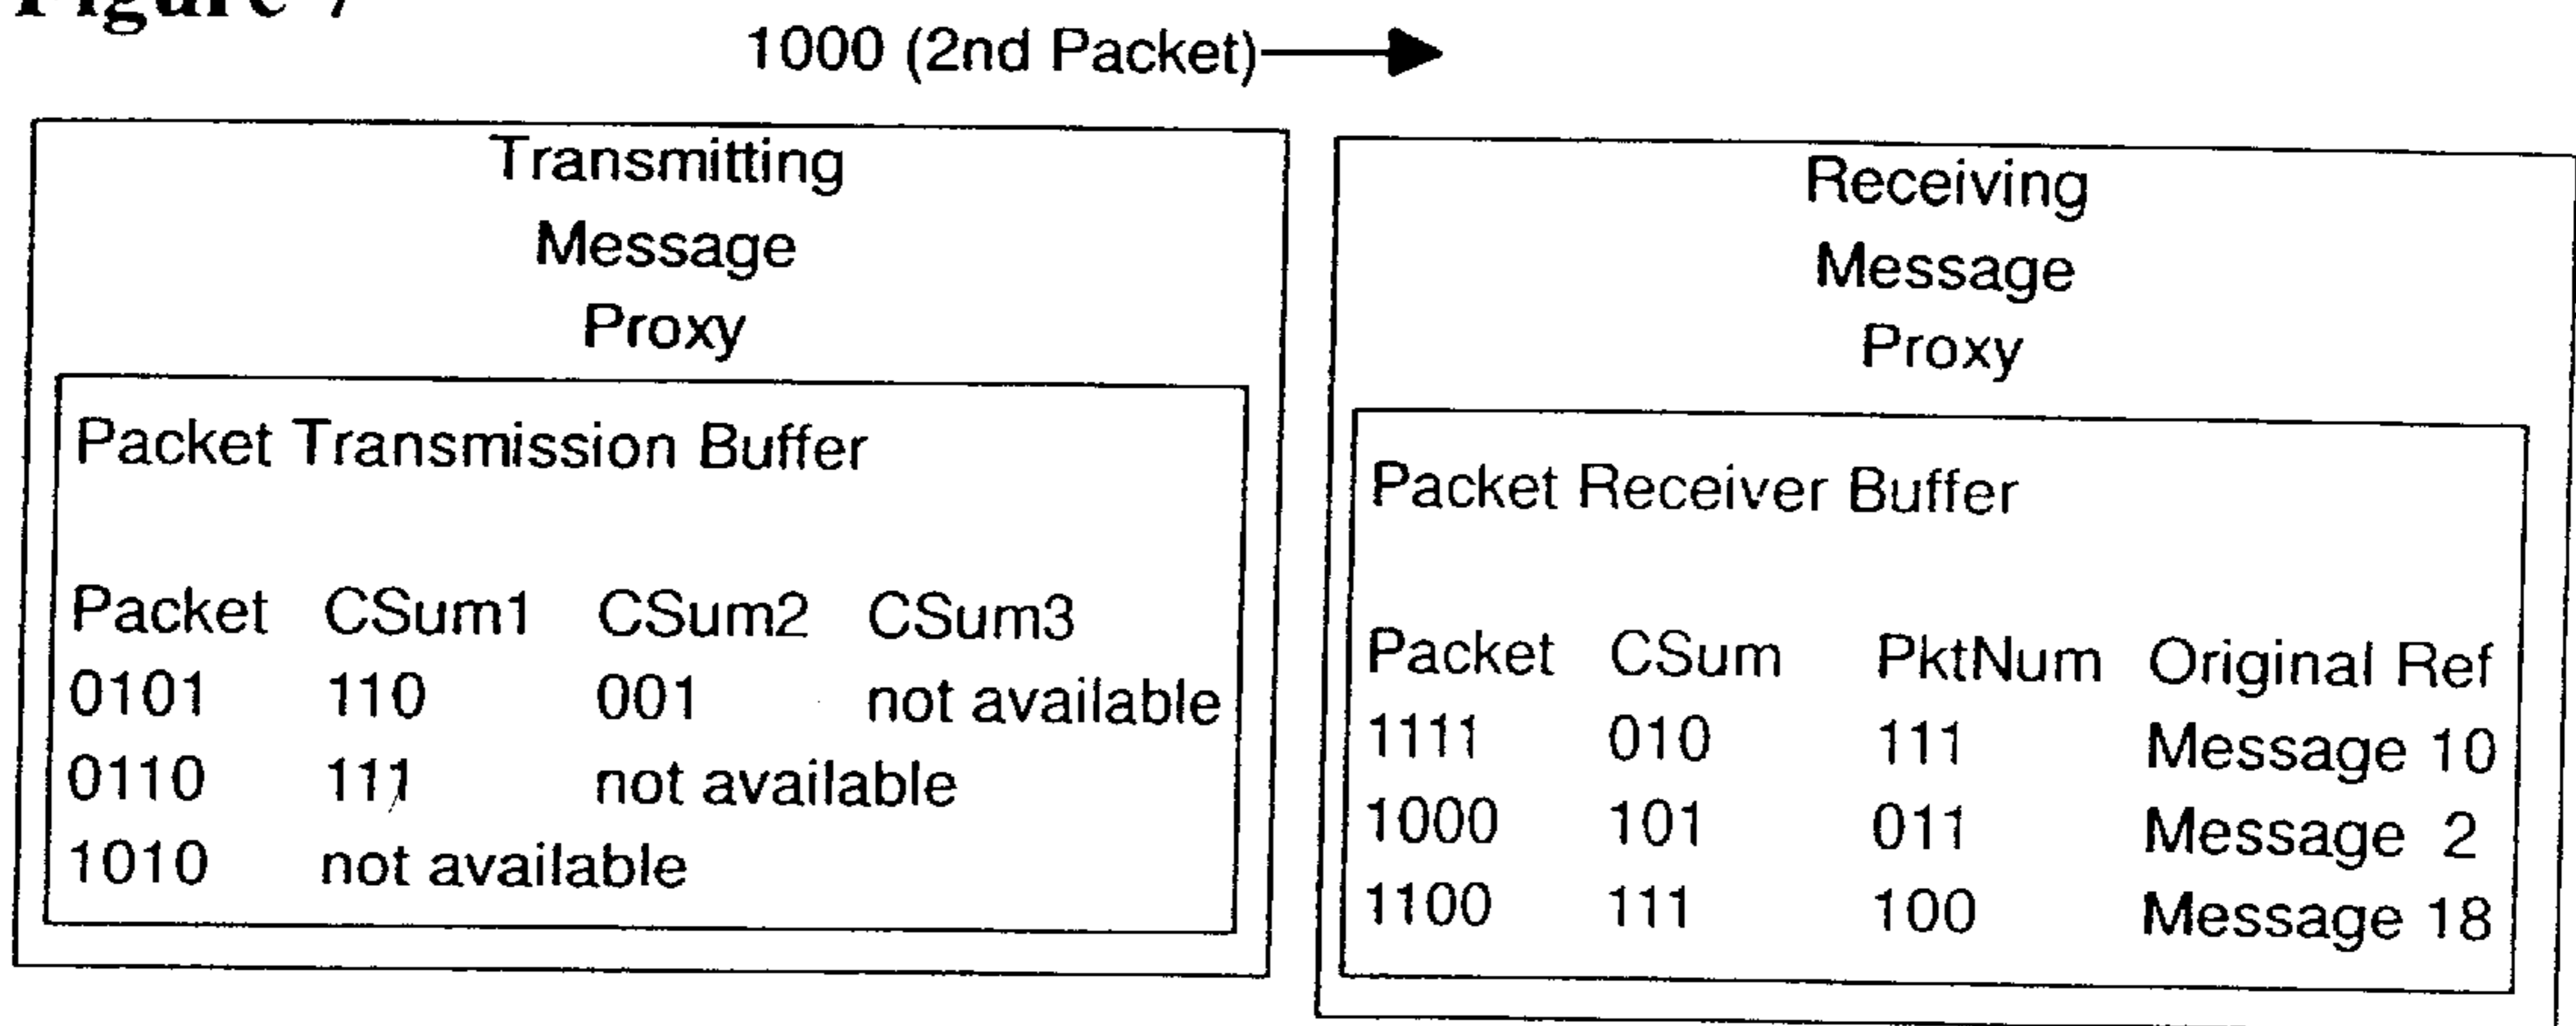 Figure 7
1000 (2nd Packet)
Transmitting
Message
Proxy
Packet Transmission Buffer
Packet CSum1 CSum2 CSum3
0101 110 001 not available
0110 111 not available
1010 not available
Receiving
Message
Proxy
Packet Receiver Buffer
Packet CSum PktNum Original Ref
1111 010 111 Message 10
1000 101 011 Message 2
1100 111 100 Message 18